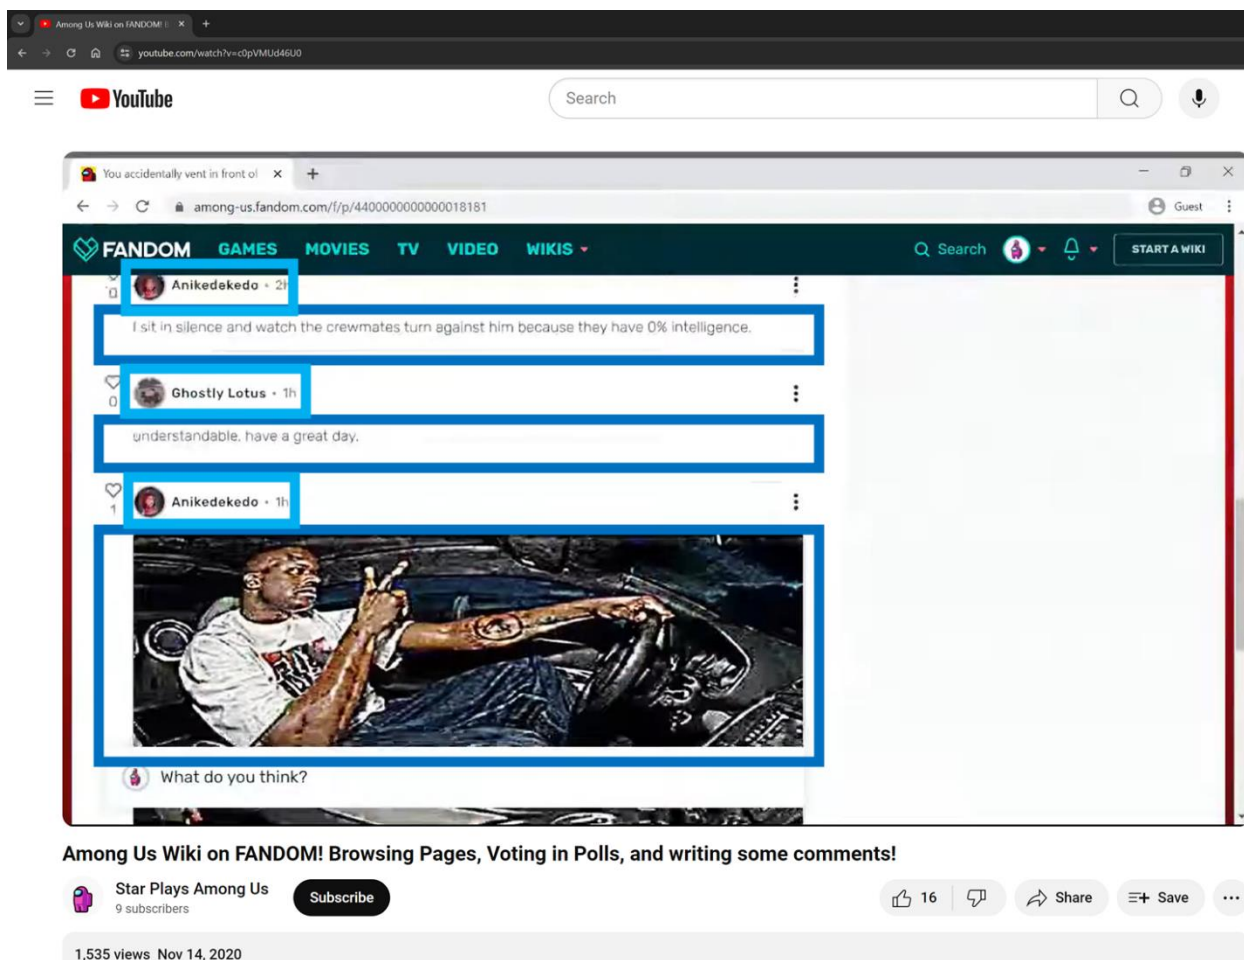 Among Us Wiki on FANDOM!
youtube.com/watch?v=c0pVMUd46U0
YouTube
Search
You accidentally vent in front of
among-us.fandom.com/f/p/4400000000000018181
Guest
FANDOM GAMES MOVIES TV VIDEO WIKIS Search START A WIKI
0 Anikedekedo • 2h
I sit in silence and watch the crewmates turn against him because they have 0% intelligence.
0 Ghostly Lotus • 1h
understandable, have a great day.
1 Anikedekedo • 1h
What do you think?
Among Us Wiki on FANDOM! Browsing Pages, Voting in Polls, and writing some comments!
Star Plays Among Us
9 subscribers
Subscribe
16
Share
Save
1,535 views Nov 14, 2020